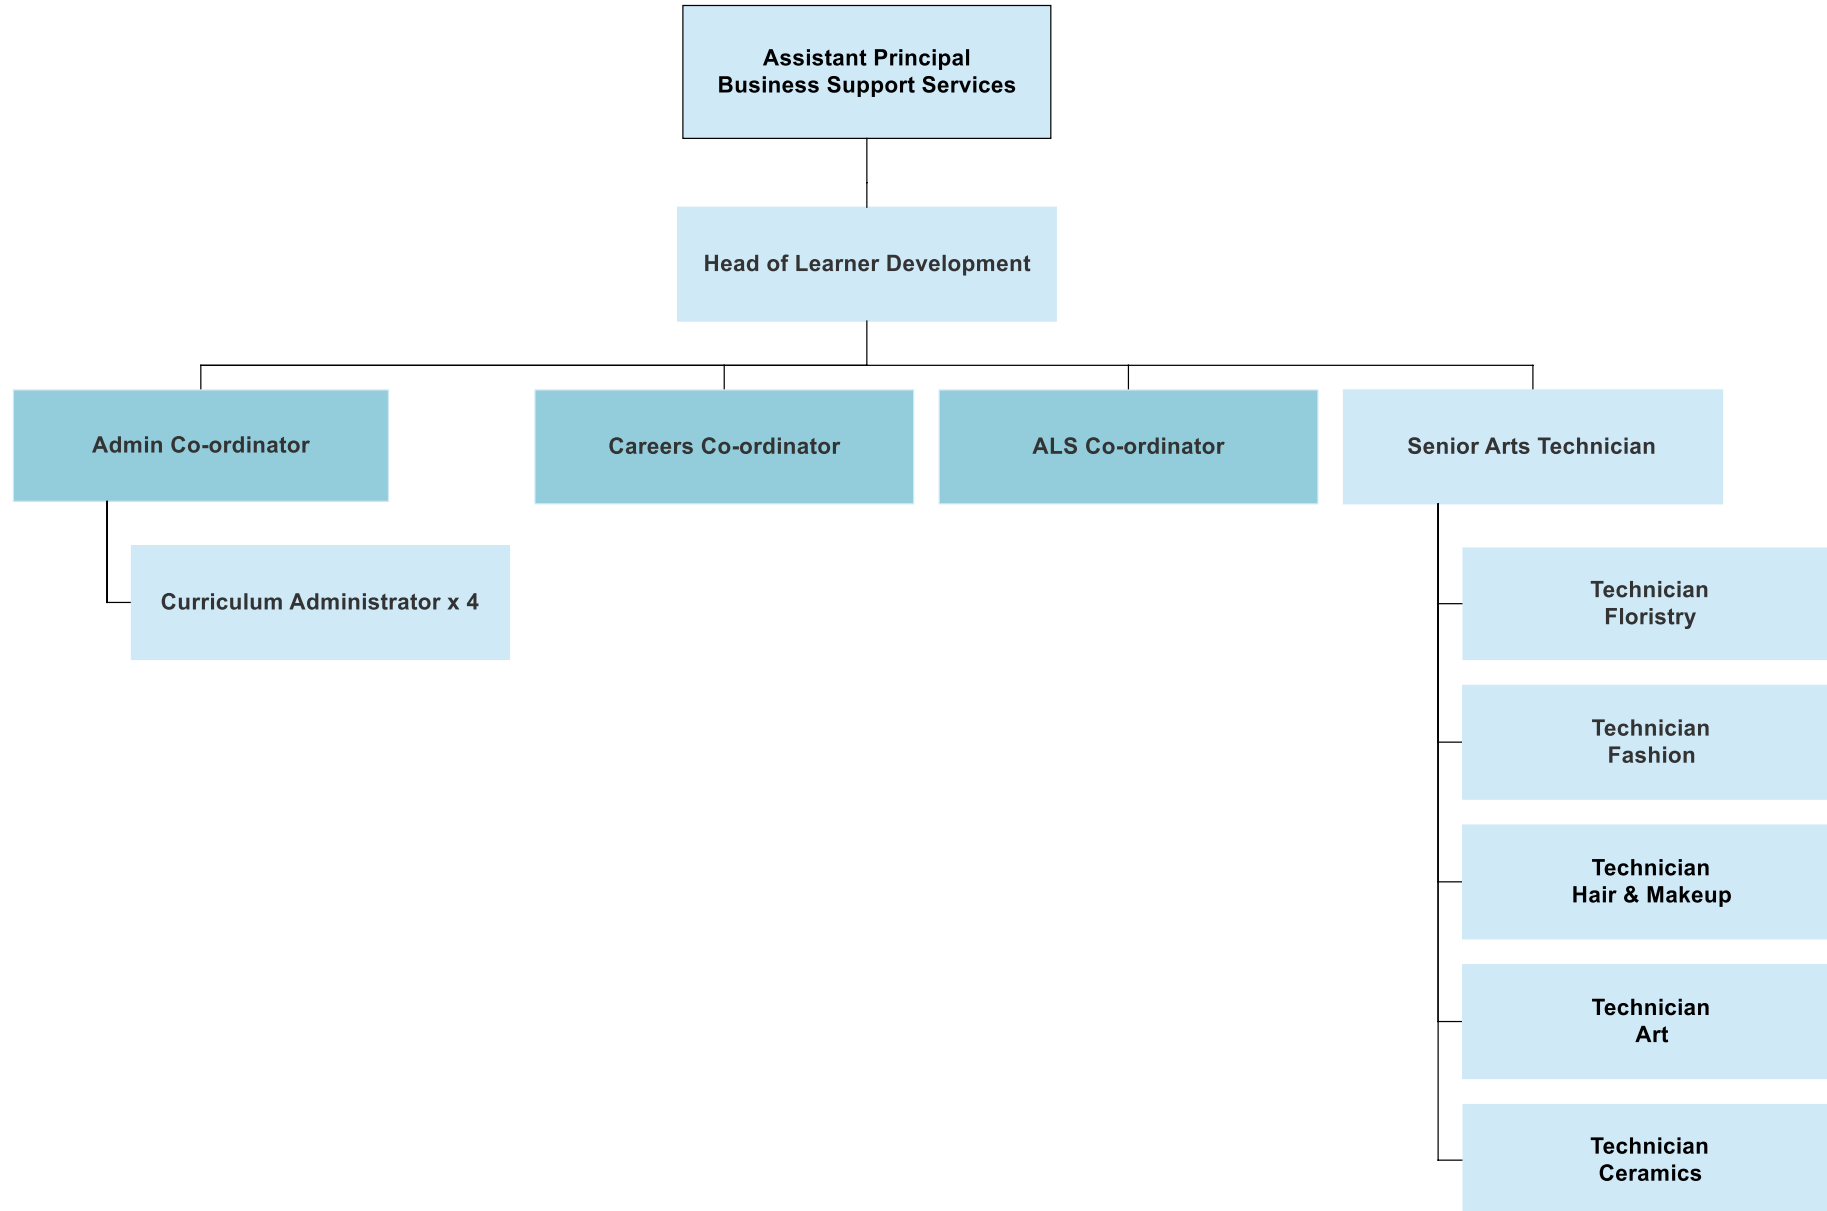 Assistant Principal
Business Support Services
Head of Learner Development
Admin Co-ordinator
Careers Co-ordinator
ALS Co-ordinator
Senior Arts Technician
Curriculum Administrator x 4
Technician
Floristry
Technician
Fashion
Technician
Hair & Makeup
Technician
Art
Technician
Ceramics